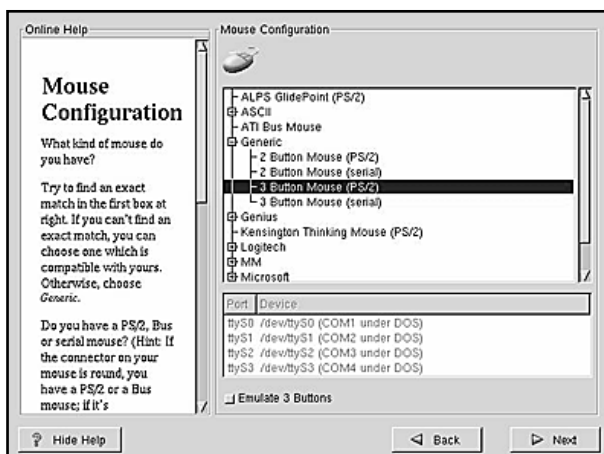 Online Help
Mouse
Configuration
What kind of mouse do
you have?
Try to find an exact
match in the first box at
right. If you can't find an
exact match, you can
choose one which is
compatible with yours.
Otherwise, choose
Generic.
Do you have a PS/2, Bus
or serial mouse? (Hint: If
the connector on your
mouse is round, you
have a PS/2 or a Bus
mouse; if it's
Mouse Configuration
ALPS GlidePoint (PS/2)
ASCII
ATI Bus Mouse
Generic
2 Button Mouse (PS/2)
2 Button Mouse (serial)
3 Button Mouse (PS/2)
3 Button Mouse (serial)
Genius
Kensington Thinking Mouse (PS/2)
Logitech
MM
Microsoft
Port Device
ttyS0 /dev/ttyS0 (COM1 under DOS)
ttyS1 /dev/ttyS1 (COM2 under DOS)
ttyS2 /dev/ttyS2 (COM3 under DOS)
ttyS3 /dev/ttyS3 (COM4 under DOS)
Emulate 3 Buttons
Hide Help
Back
Next